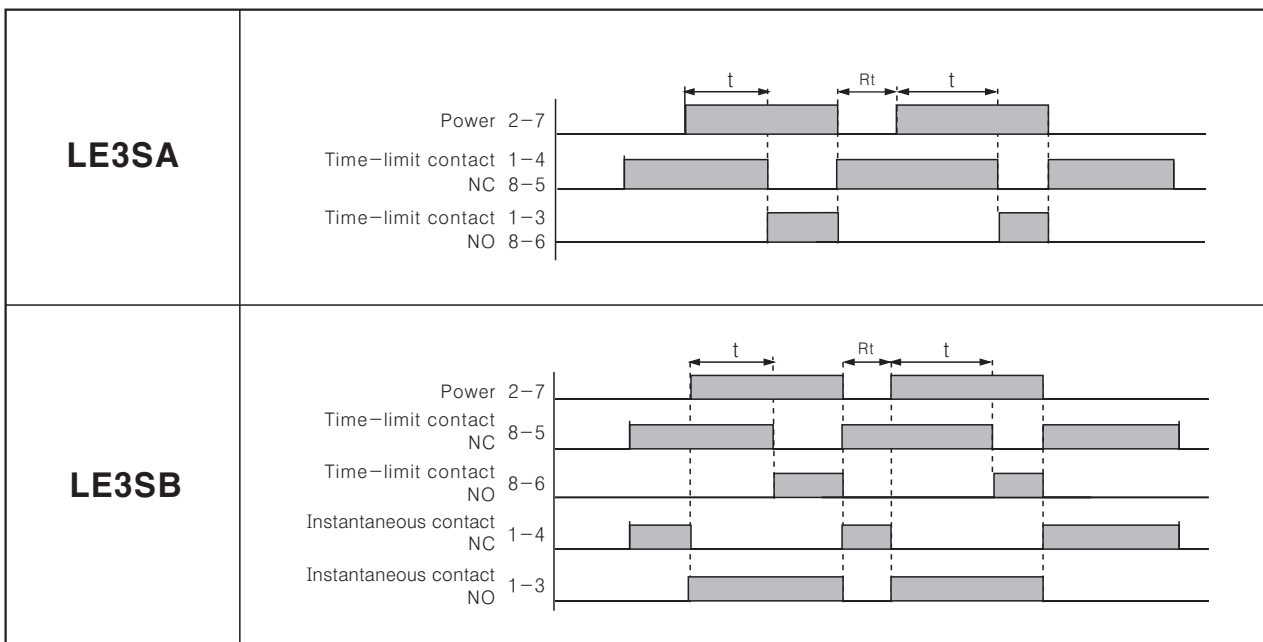 LE3SA
t Rt t
Power 2-7
Time-limit contact 1-4
NC 8-5
Time-limit contact 1-3
NO 8-6
LE3SB
t Rt t
Power 2-7
Time-limit contact
NC 8-5
Time-limit contact
NO 8-6
Instantaneous contact
NC 1-4
Instantaneous contact
NO 1-3